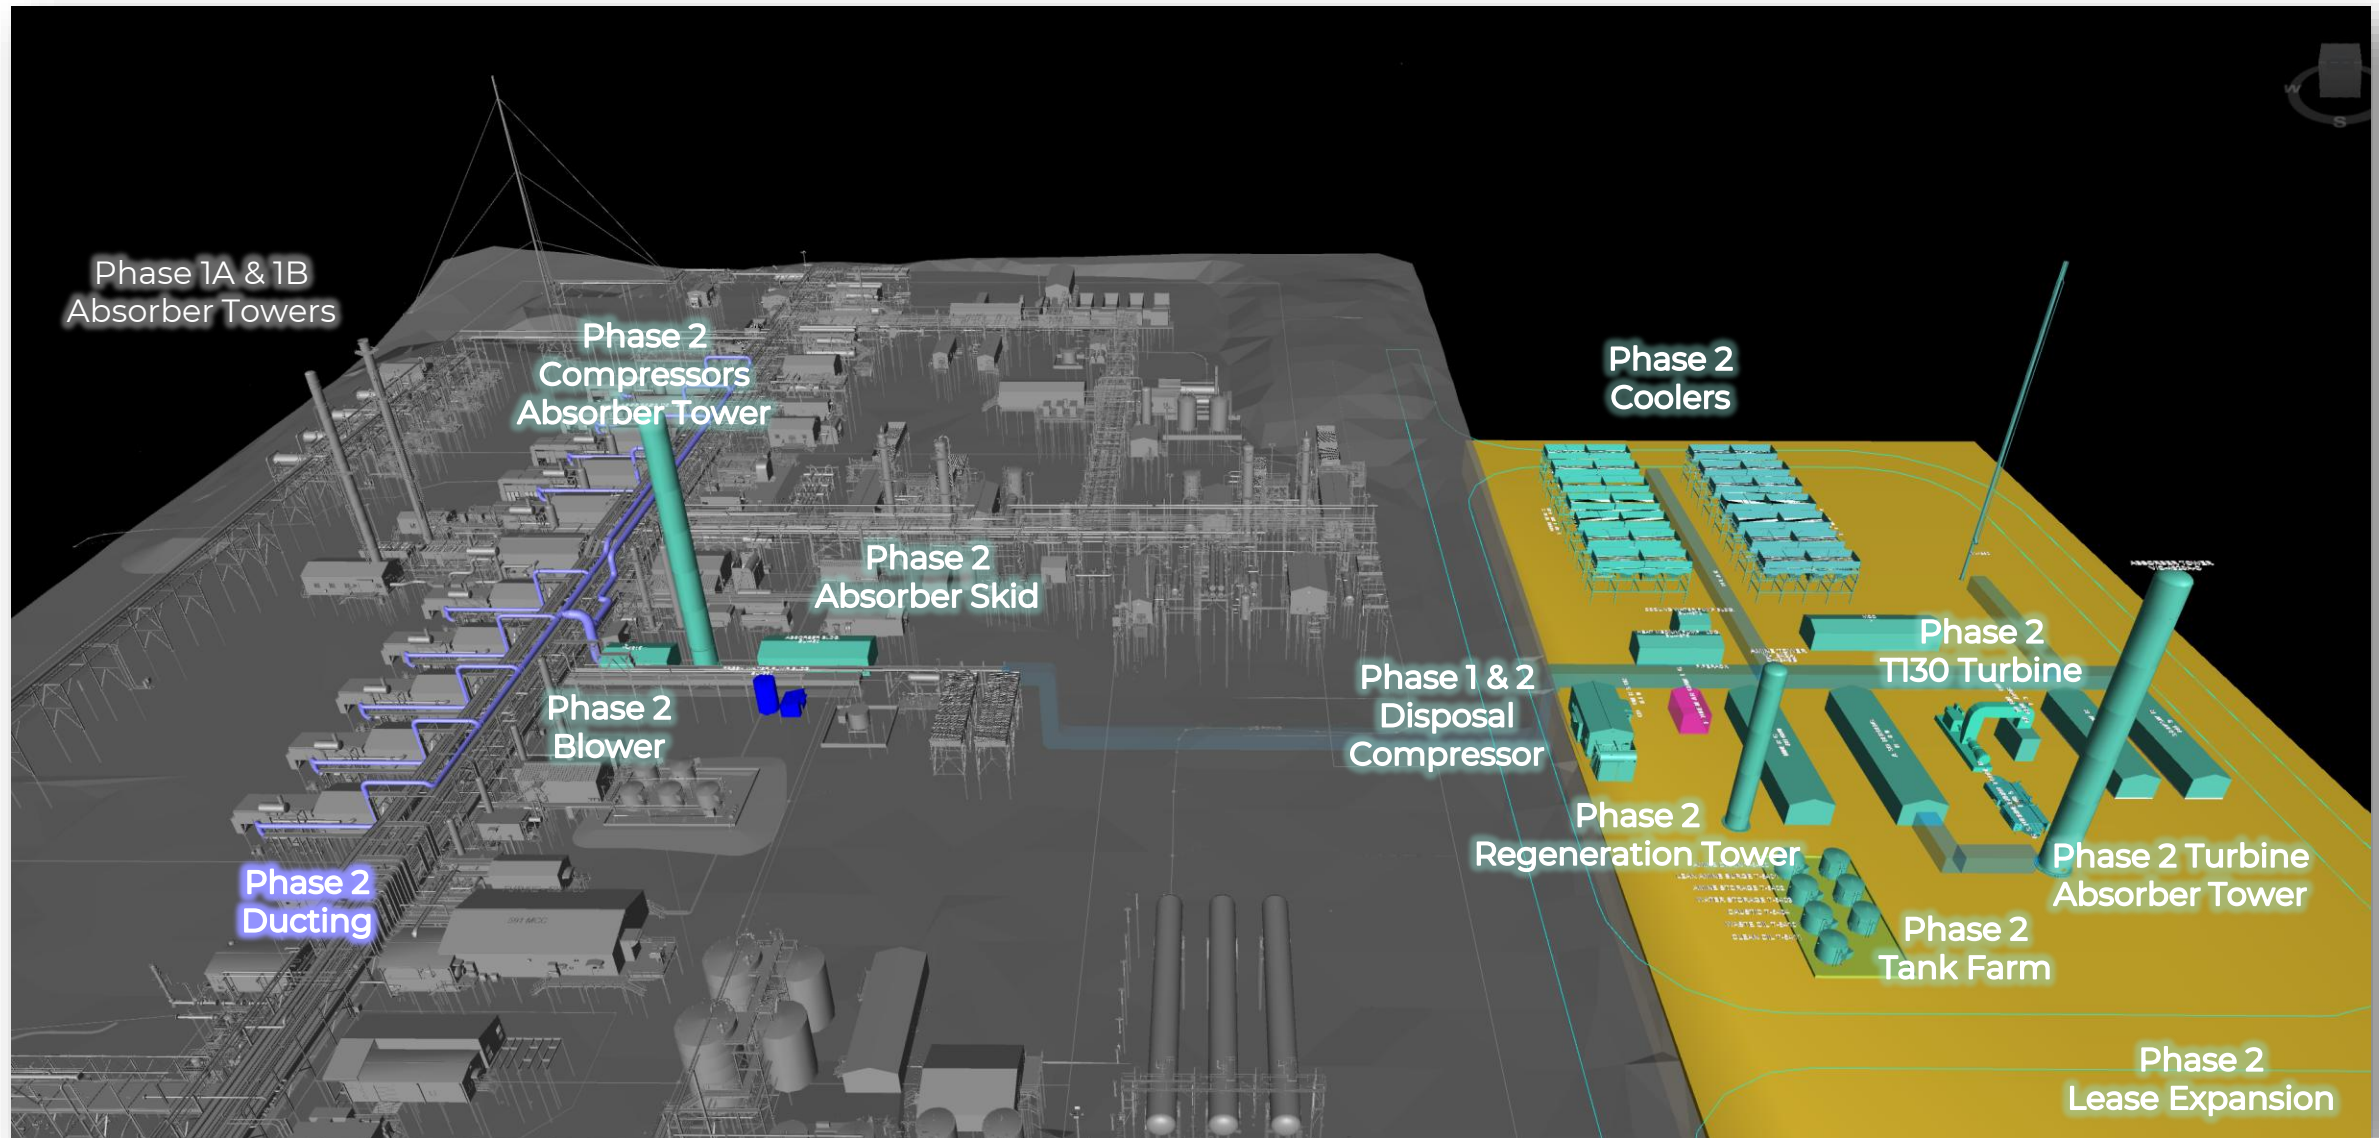 W
S
Phase 1A & 1B
Absorber Towers
Phase 2
Compressors
Absorber Tower
Phase 2
Coolers
Phase 2
Absorber Skid
Phase 2
T130 Turbine
Phase 1 & 2
Disposal
Compressor
Phase 2
Blower
Phase 2
Regeneration Tower
Phase 2 Turbine
Absorber Tower
Phase 2
Ducting
Phase 2
Tank Farm
Phase 2
Lease Expansion